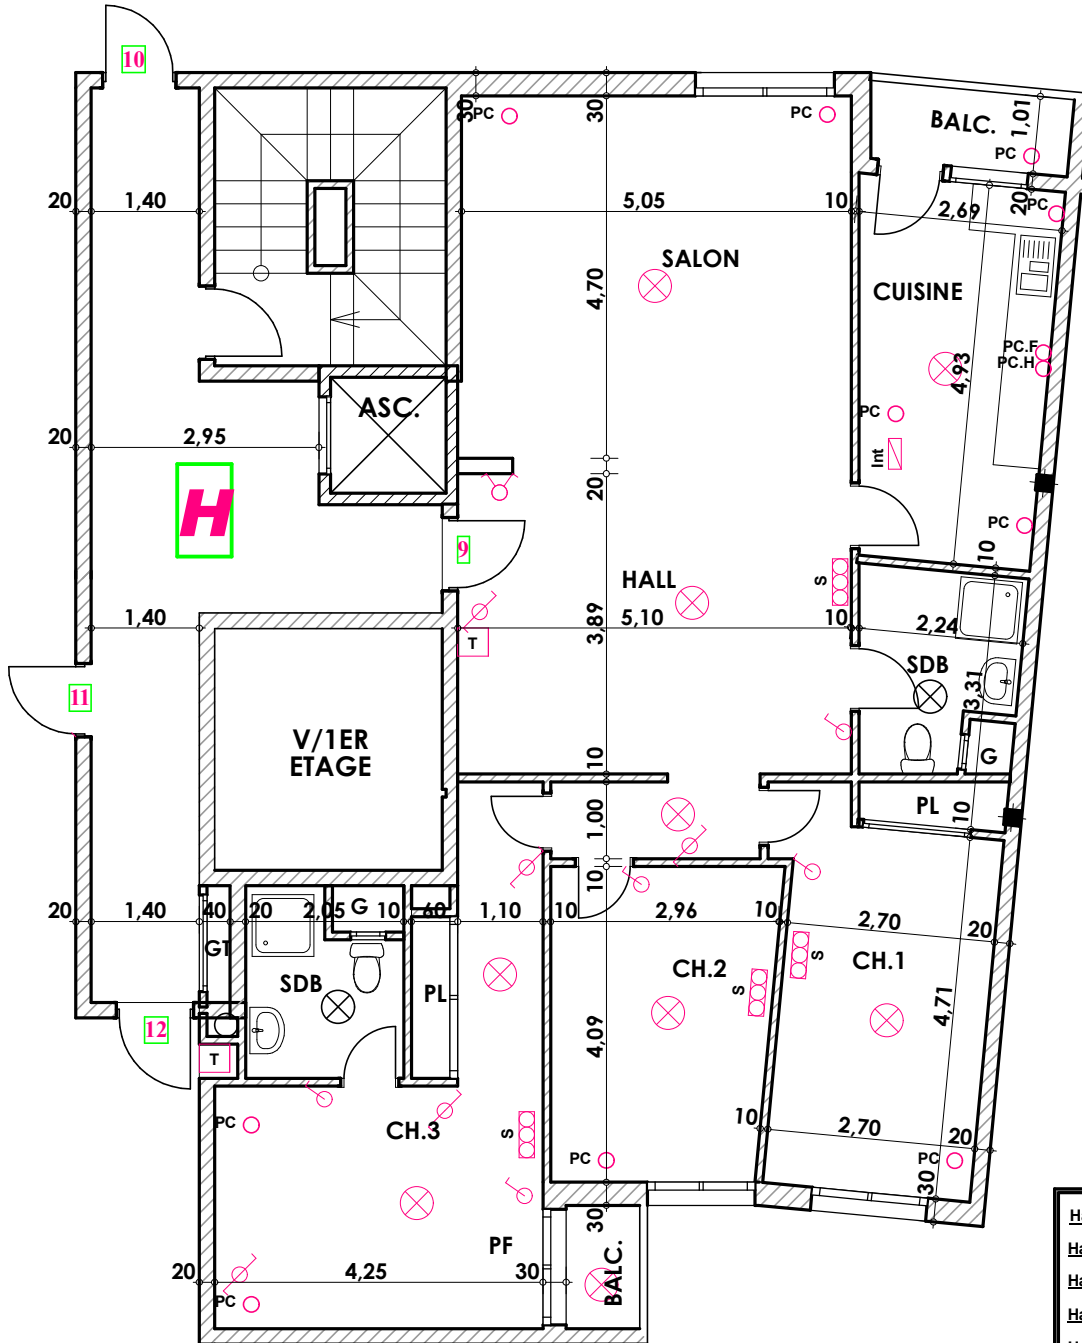 10
30
30
PC
PC
BALC.
1,01
PC
20
1,40
5,05
10
2,69
20
PC
SALON
4,70
CUISINE
PC.F
PC.H
4,93
ASC.
PC
20
2,95
Int
20
H
PC
9
10
HALL
S
1,40
3,89
5,10
10
2,24
T
SDB
11
3,31
V/1ER
ETAGE
G
10
PL
10
1,00
10
20
1,40
40
20
2,05
G
10
60
1,10
10
2,96
10
2,70
20
GT
SDB
PL
CH.2
S
S
CH.1
12
4,09
4,71
T
PC
CH.3
S
10
2,70
20
PC
PC
30
30
PF
20
4,25
30
BALC.
PC